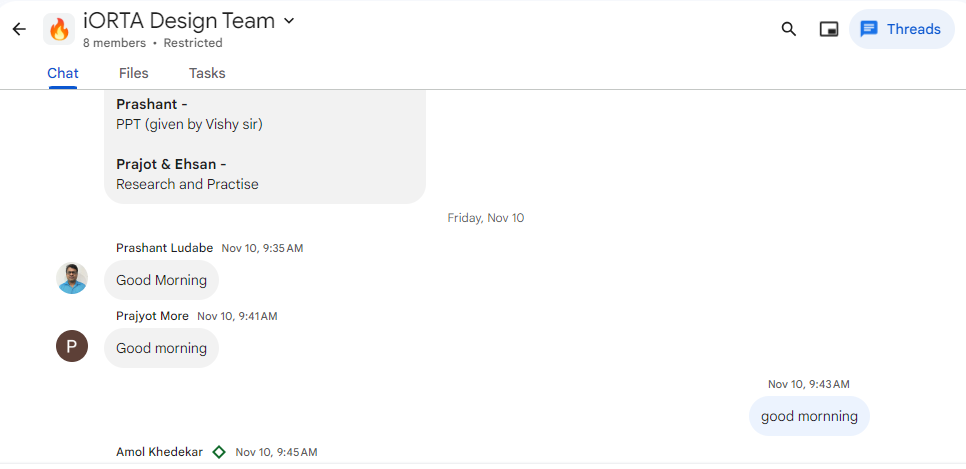 iORTA Design Team
8 members • Restricted
Threads
Chat Files Tasks
Prashant -
PPT (given by Vishy sir)
Prajot & Ehsan -
Research and Practise
Friday, Nov 10
Prashant Ludabe Nov 10, 9:35 AM
Good Morning
Prajyot More Nov 10, 9:41 AM
P
Good morning
Nov 10, 9:43 AM
good mornning
Amol Khedekar Nov 10, 9:45 AM